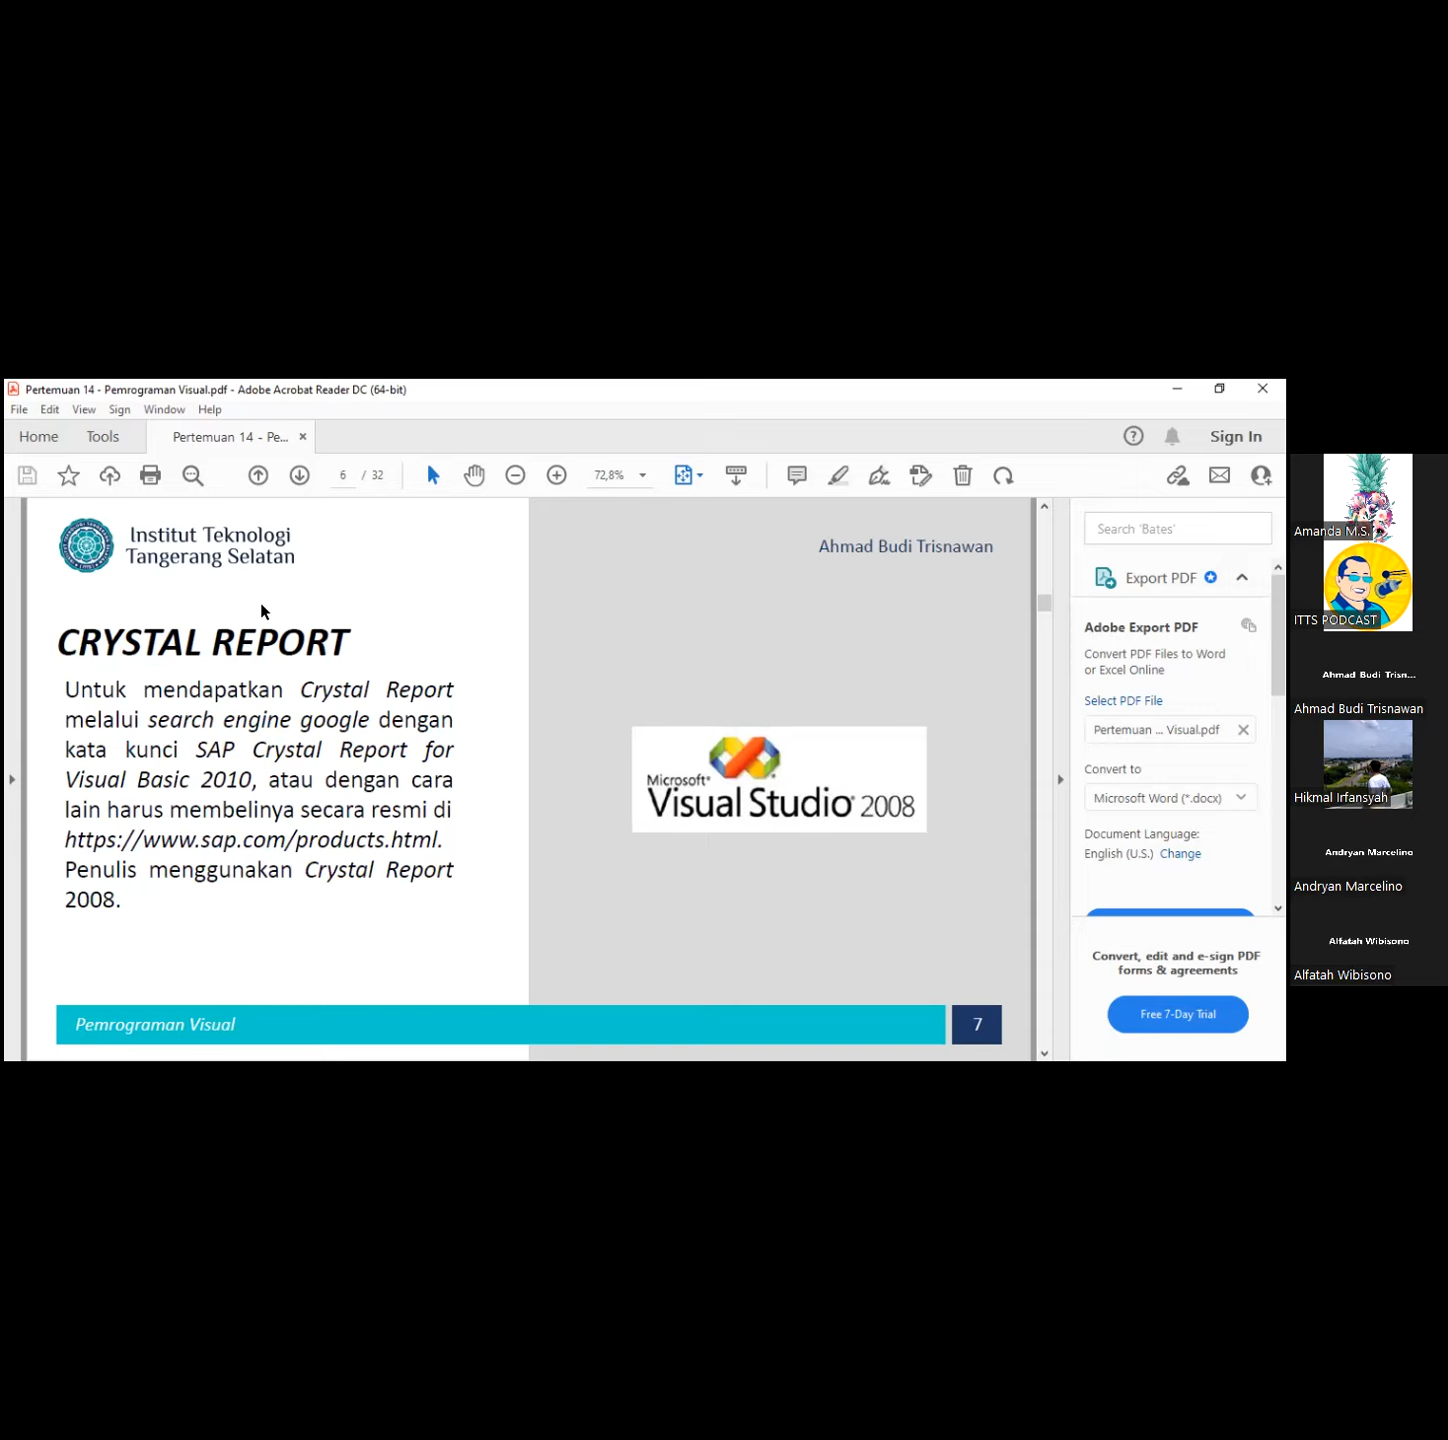 Pertemuan 14 - Pemrograman Visual.pdf - Adobe Acrobat Reader DC (64-bit)
File Edit View Sign Window Help
Home Tools Pertemuan 14 - Pe... × Sign In
6 / 32 72,8%
Institut Teknologi
Tangerang Selatan
Ahmad Budi Trisnawan
CRYSTAL REPORT
Untuk mendapatkan Crystal Report
melalui search engine google dengan
kata kunci SAP Crystal Report for
Visual Basic 2010, atau dengan cara
lain harus membelinya secara resmi di
https://www.sap.com/products.html.
Penulis menggunakan Crystal Report
2008.
Microsoft®
Visual Studio® 2008
Pemrograman Visual
7
Search 'Bates'
Export PDF
Adobe Export PDF
Convert PDF Files to Word
or Excel Online
Select PDF File
Pertemuan ... Visual.pdf
Convert to
Microsoft Word (*.docx)
Document Language:
English (U.S.) Change
Convert, edit and e-sign PDF
forms & agreements
Free 7-Day Trial
Amanda M.S.
ITTS PODCAST
Ahmad Budi Trisn...
Ahmad Budi Trisnawan
Hikmal Irfansyah
Andryan Marcelino
Andryan Marcelino
Alfatah Wibisono
Alfatah Wibisono